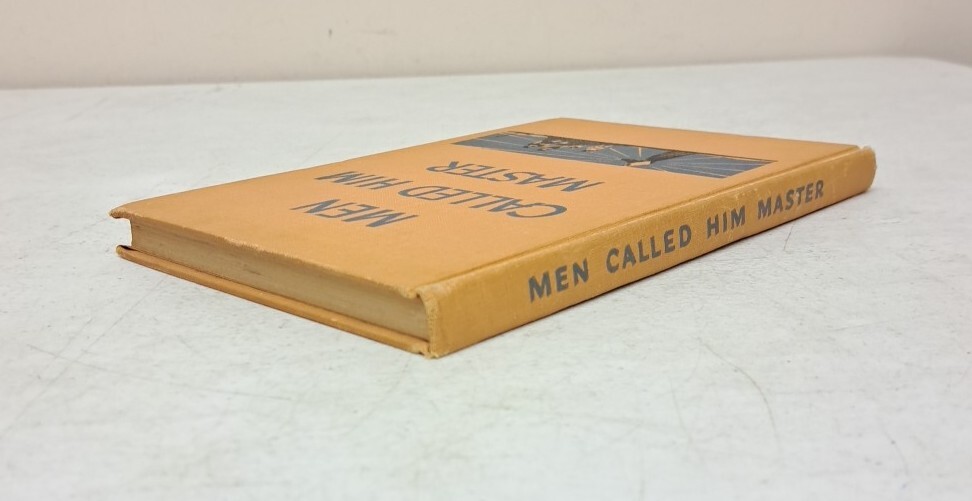 MEN
CALLED HIM
MASTER
MEN CALLED HIM MASTER